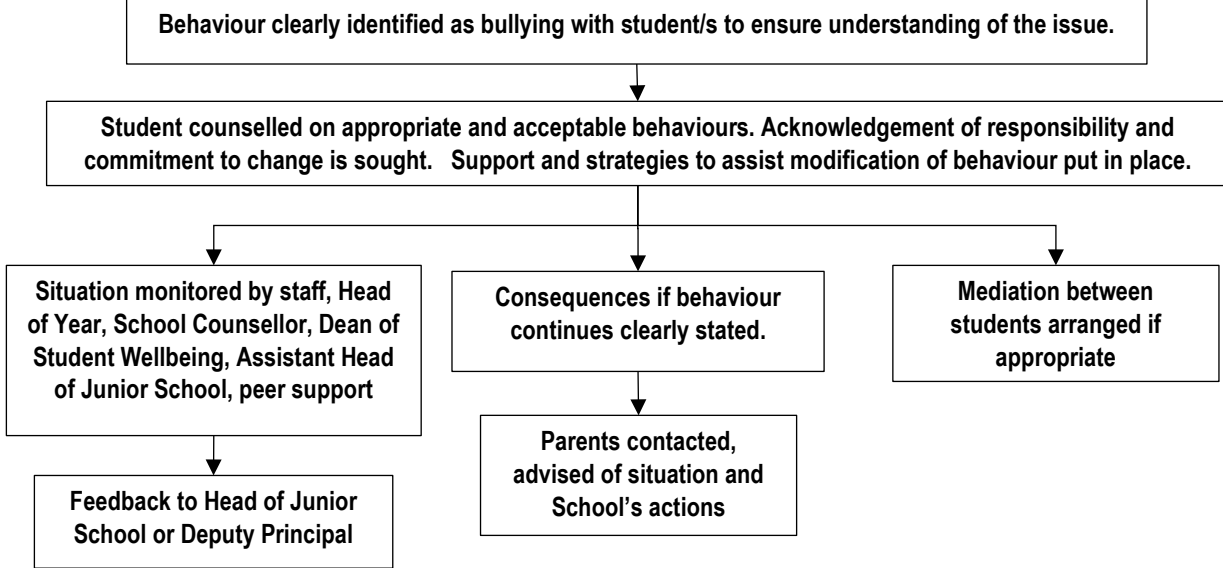 Behaviour clearly identified as bullying with student/s to ensure understanding of the issue.
Student counselled on appropriate and acceptable behaviours. Acknowledgement of responsibility and
commitment to change is sought.   Support and strategies to assist modification of behaviour put in place.
Situation monitored by staff, Head
of Year, School Counsellor, Dean of
Student Wellbeing, Assistant Head
of Junior School, peer support
Feedback to Head of Junior
School or Deputy Principal
Consequences if behaviour
continues clearly stated.
Parents contacted,
advised of situation and
School's actions
Mediation between
students arranged if
appropriate